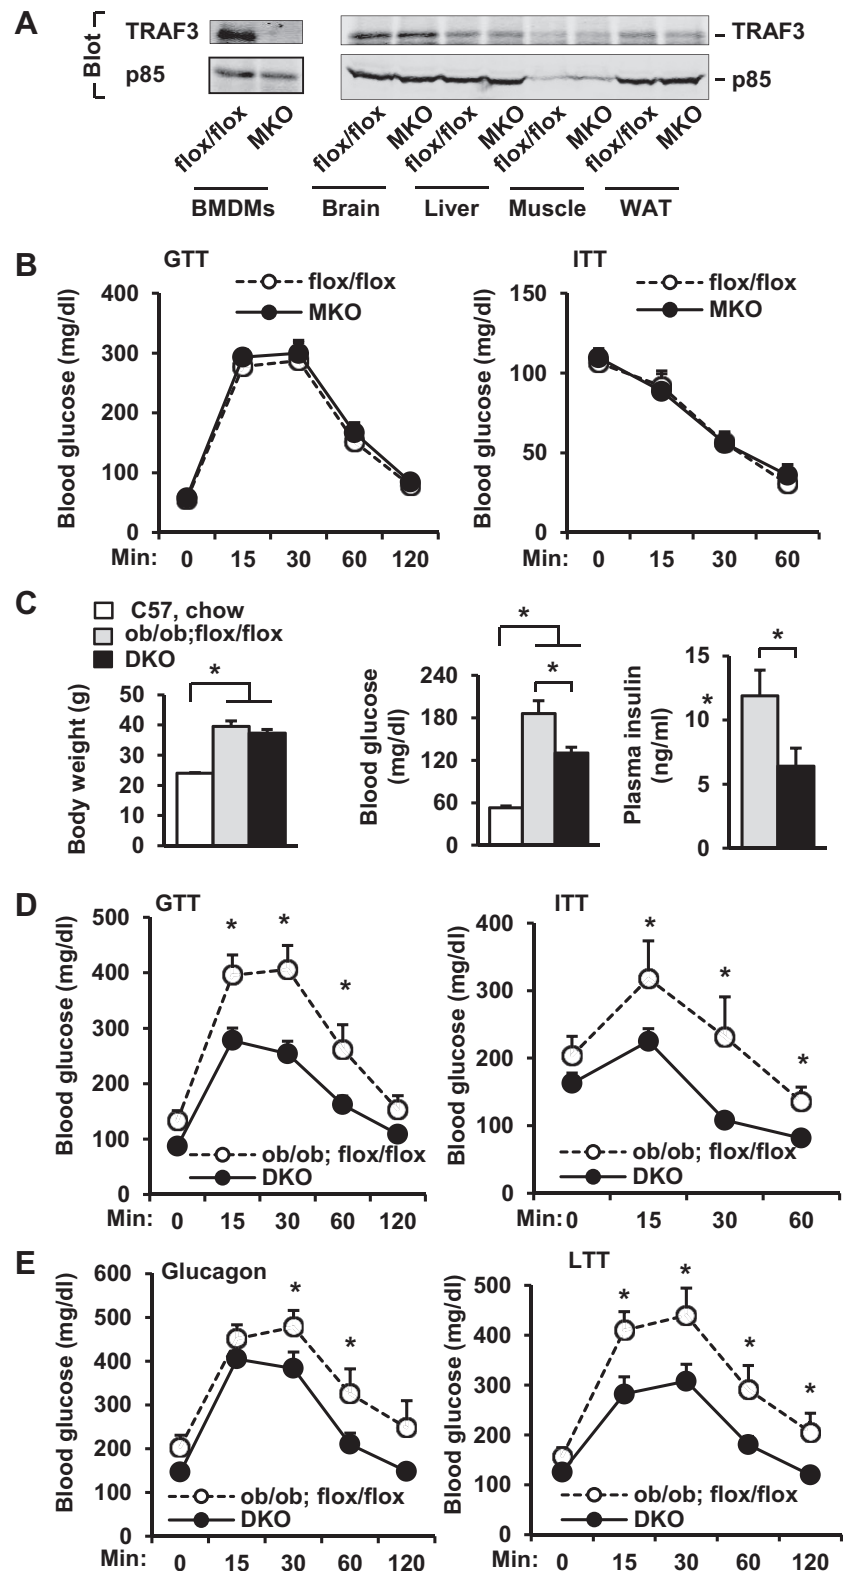 A
Blot
TRAF3
p85
– TRAF3
– p85
flox/flox
MKO
flox/flox
MKO
flox/flox
MKO
flox/flox
MKO
flox/flox
MKO
BMDMs
Brain
Liver
Muscle
WAT
B
GTT
flox/flox
MKO
Blood glucose (mg/dl)
400
300
200
100
0
Min: 0 15 30 60 120
ITT
flox/flox
MKO
Blood glucose (mg/dl)
150
100
50
0
Min: 0 15 30 60
C
C57, chow
ob/ob;flox/flox
DKO
Body weight (g)
50
40
30
20
10
0
*
Blood glucose
(mg/dl)
240
180
120
60
0
*
*
Plasma insulin
(ng/ml)
*
15
10
5
0
*
D
GTT
Blood glucose (mg/dl)
500
400
300
200
100
0
* * *
ob/ob; flox/flox
DKO
Min: 0 15 30 60 120
ITT
Blood glucose (mg/dl)
400
300
200
100
0
* * *
ob/ob; flox/flox
DKO
Min: 0 15 30 60
E
Glucagon
Blood glucose (mg/dl)
600
500
400
300
200
100
0
* *
ob/ob; flox/flox
DKO
Min: 0 15 30 60 120
LTT
Blood glucose (mg/dl)
500
400
300
200
100
0
* * * *
ob/ob; flox/flox
DKO
Min: 0 15 30 60 120